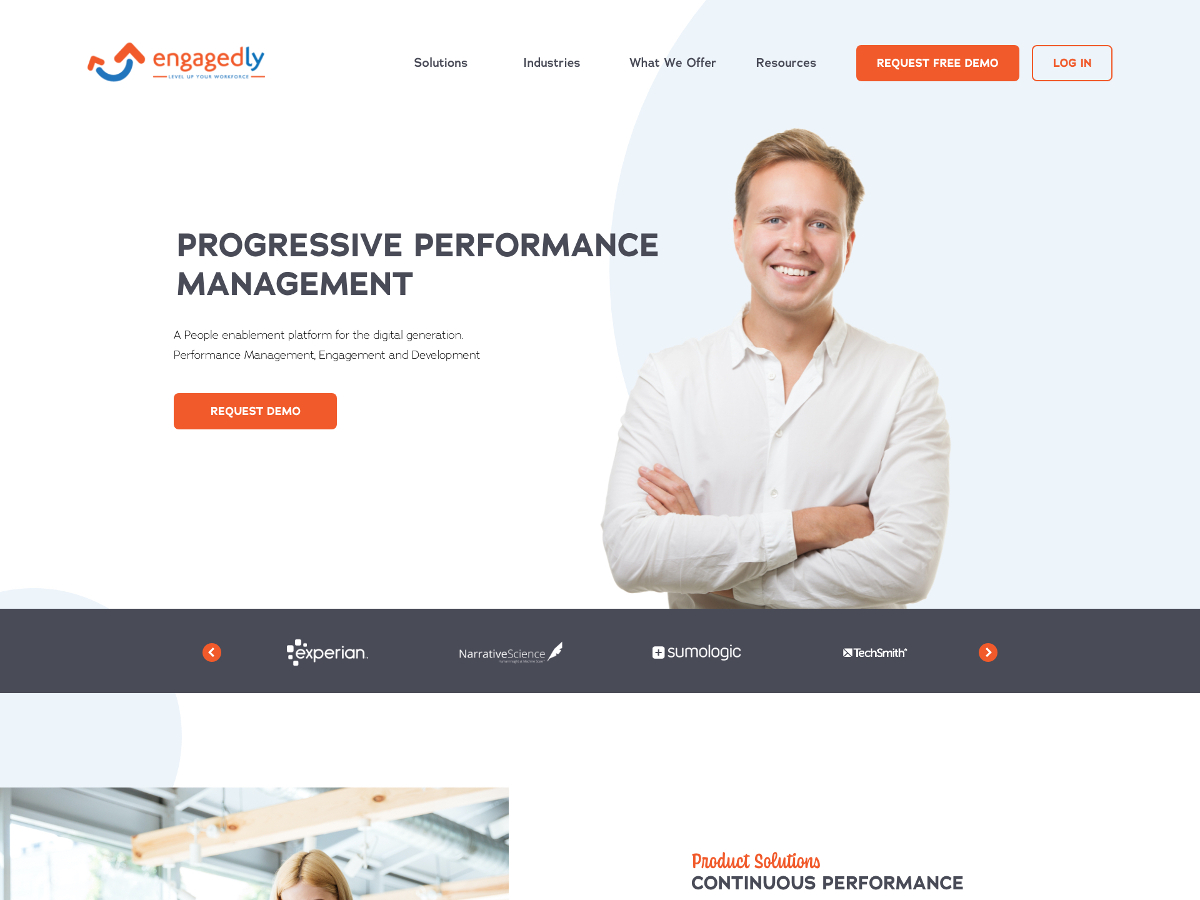 engagedly
LEVEL UP YOUR WORKFORCE
Solutions
Industries
What We Offer
Resources
REQUEST FREE DEMO
LOG IN
PROGRESSIVE PERFORMANCE
MANAGEMENT
A People enablement platform for the digital generation.
Performance Management, Engagement and Development
REQUEST DEMO
experian.
NarrativeScience
sumologic
TechSmith
Product Solutions
CONTINUOUS PERFORMANCE